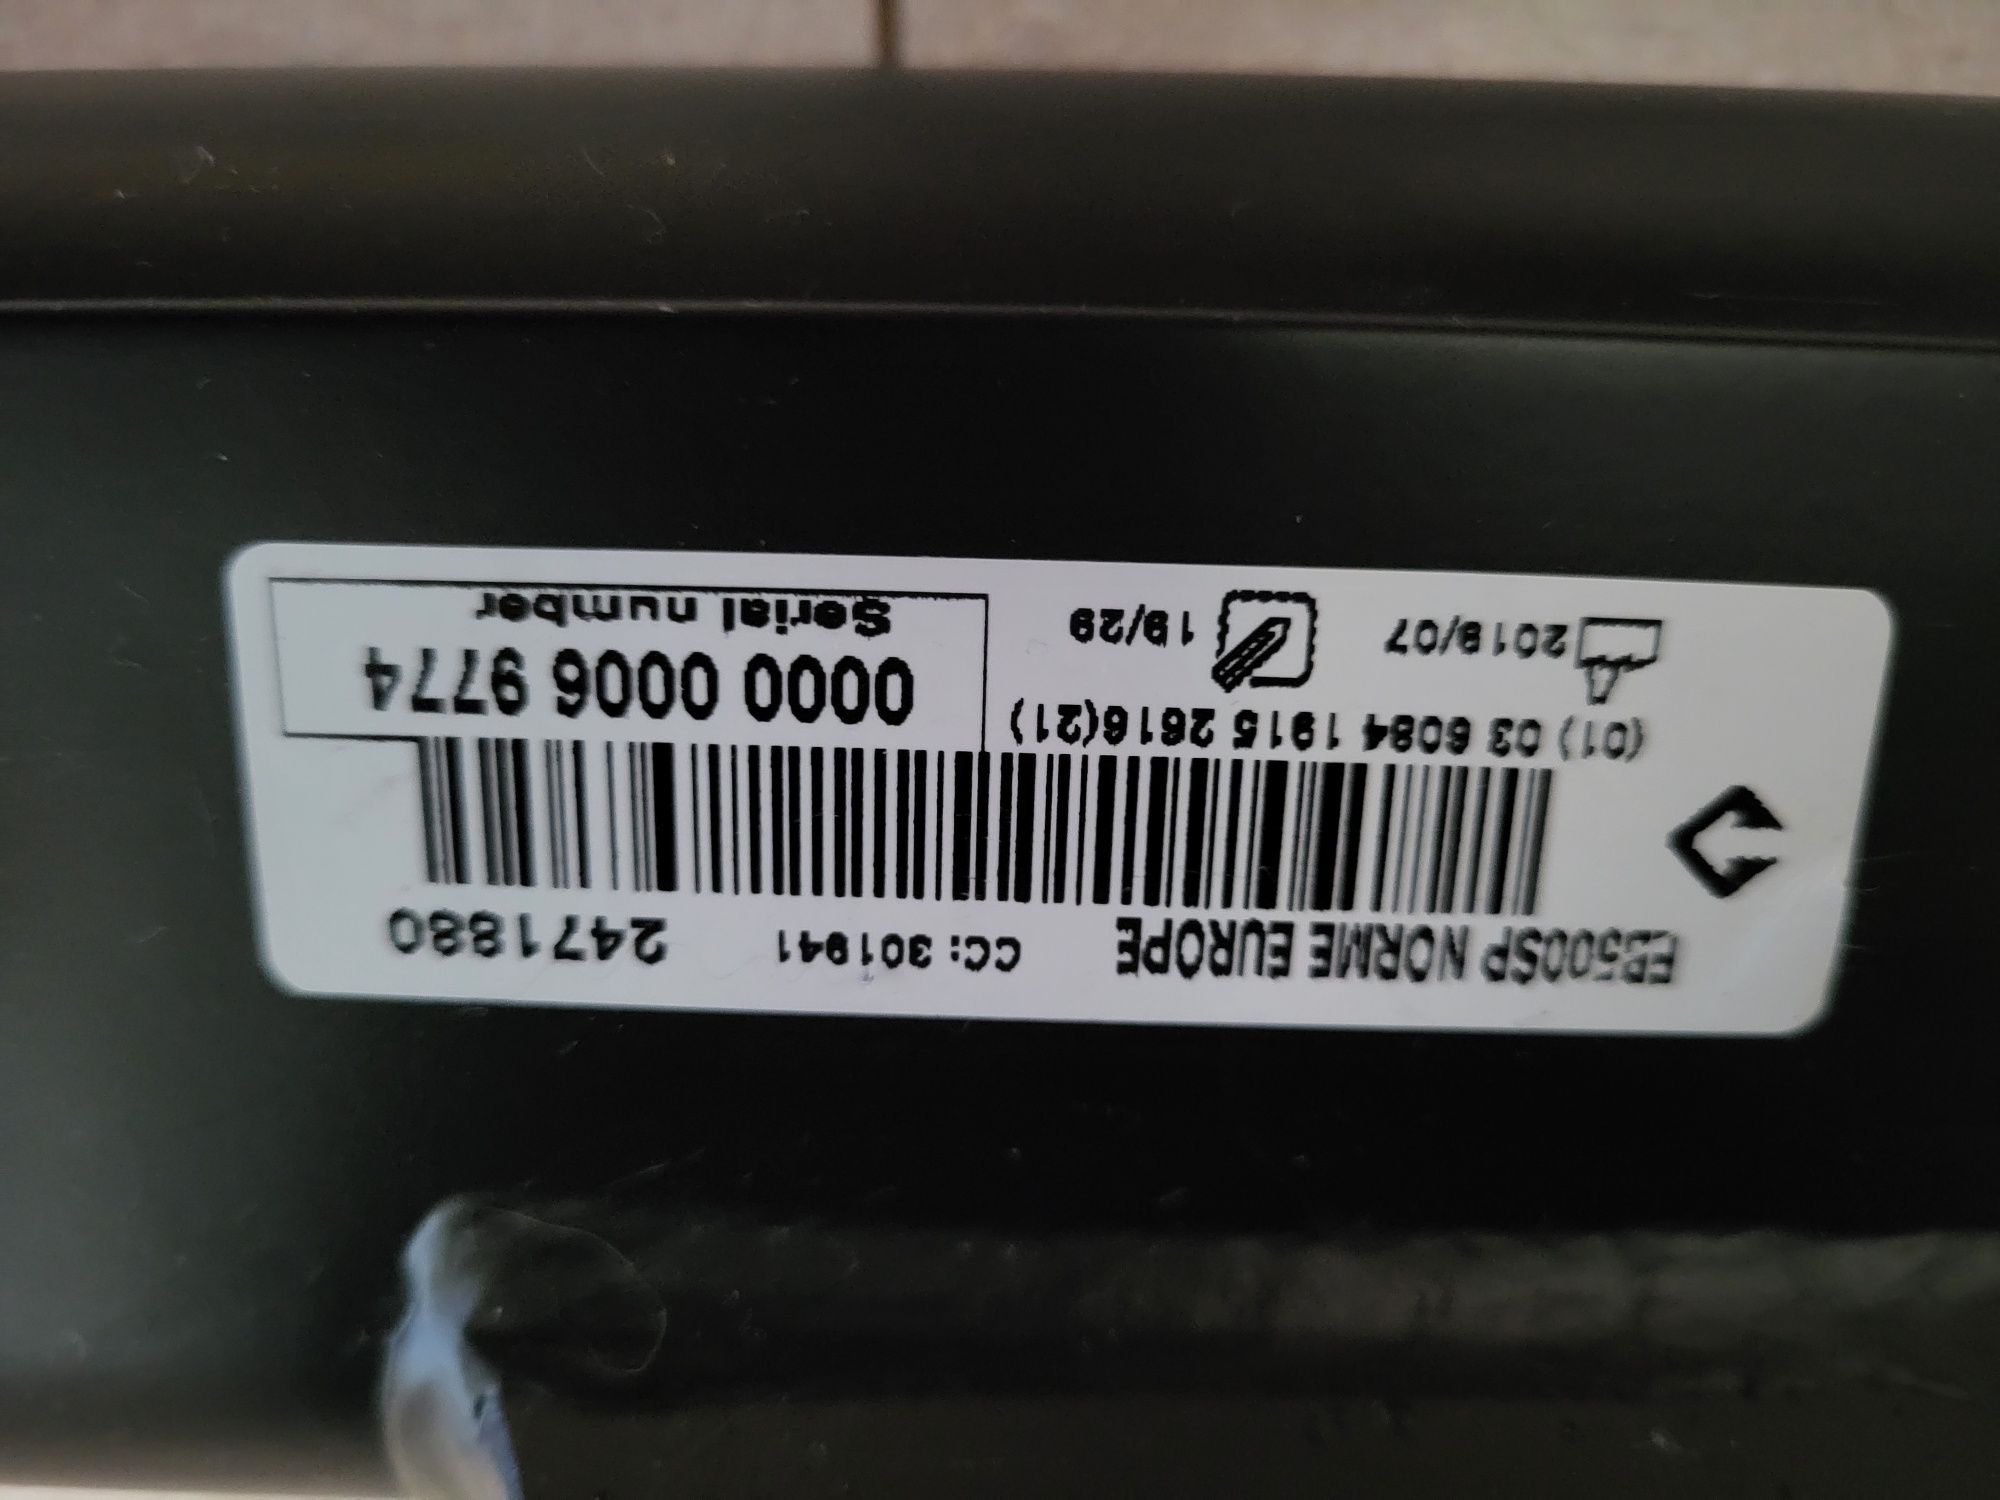 EB500SP NORME EUROPE CC: 301941 2471880
(01) 03 6084 1915 2616(21) 0000 0006 9774
2019/07 19/29 Serial number